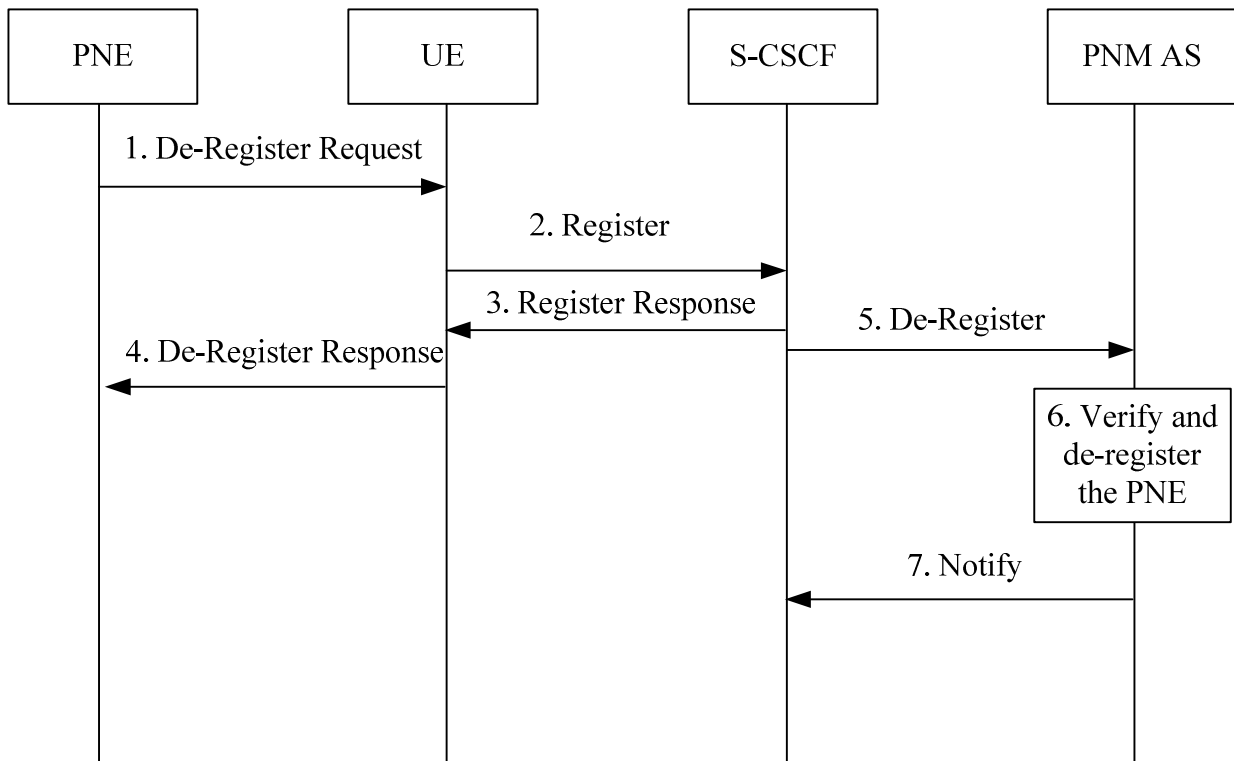 PNE
UE
S-CSCF
PNM AS
1. De-Register Request
2. Register
3. Register Response
5. De-Register
4. De-Register Response
6. Verify and
de-register
the PNE
7. Notify